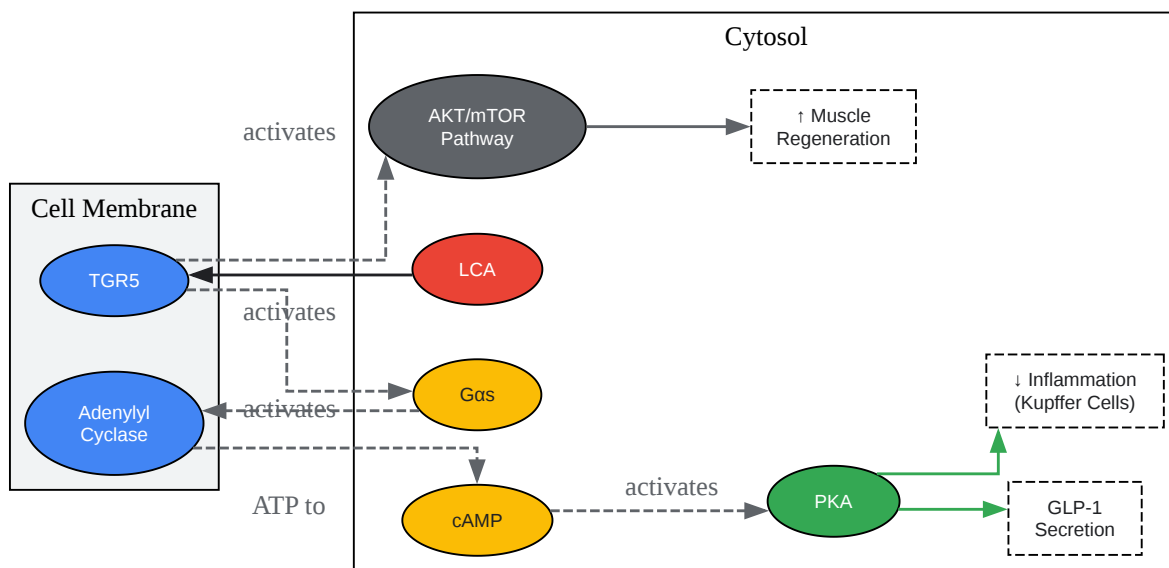 Cytosol
activates
AKT/mTOR
Pathway
↑ Muscle
Regeneration
Cell Membrane
TGR5
LCA
activates
Gαs
activates
Adenylyl
Cyclase
↓ Inflammation
(Kupffer Cells)
ATP to
cAMP
activates
PKA
GLP-1
Secretion